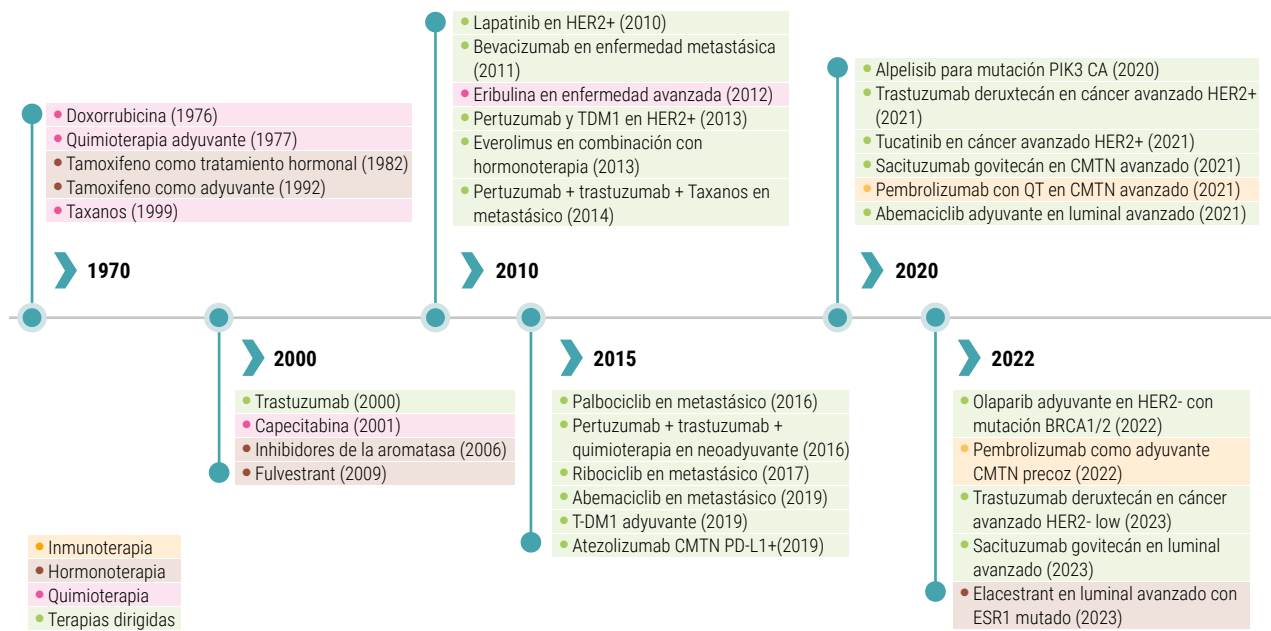 1970
• Doxorrubicina (1976)
• Quimioterapia adyuvante (1977)
• Tamoxifeno como tratamiento hormonal (1982)
• Tamoxifeno como adyuvante (1992)
• Taxanos (1999)
2000
• Trastuzumab (2000)
• Capecitabina (2001)
• Inhibidores de la aromatasa (2006)
• Fulvestrant (2009)
2010
• Lapatinib en HER2+ (2010)
• Bevacizumab en enfermedad metastásica
(2011)
• Eribulina en enfermedad avanzada (2012)
• Pertuzumab y TDM1 en HER2+ (2013)
• Everolimus en combinación con
hormonoterapia (2013)
• Pertuzumab + trastuzumab + Taxanos en
metastásico (2014)
2015
• Palbociclib en metastásico (2016)
• Pertuzumab + trastuzumab +
quimioterapia en neoadyuvante (2016)
• Ribociclib en metastásico (2017)
• Abemaciclib en metastásico (2019)
• T-DM1 adyuvante (2019)
• Atezolizumab CMTN PD-L1+(2019)
2020
• Alpelisib para mutación PIK3 CA (2020)
• Trastuzumab deruxtecán en cáncer avanzado HER2+
(2021)
• Tucatinib en cáncer avanzado HER2+ (2021)
• Sacituzumab govitecán en CMTN avanzado (2021)
• Pembrolizumab con QT en CMTN avanzado (2021)
• Abemaciclib adyuvante en luminal avanzado (2021)
2022
• Olaparib adyuvante en HER2- con
mutación BRCA1/2 (2022)
• Pembrolizumab como adyuvante
CMTN precoz (2022)
• Trastuzumab deruxtecán en cáncer
avanzado HER2- low (2023)
• Sacituzumab govitecán en luminal
avanzado (2023)
• Elacestrant en luminal avanzado con
ESR1 mutado (2023)
• Inmunoterapia
• Hormonoterapia
• Quimioterapia
• Terapias dirigidas